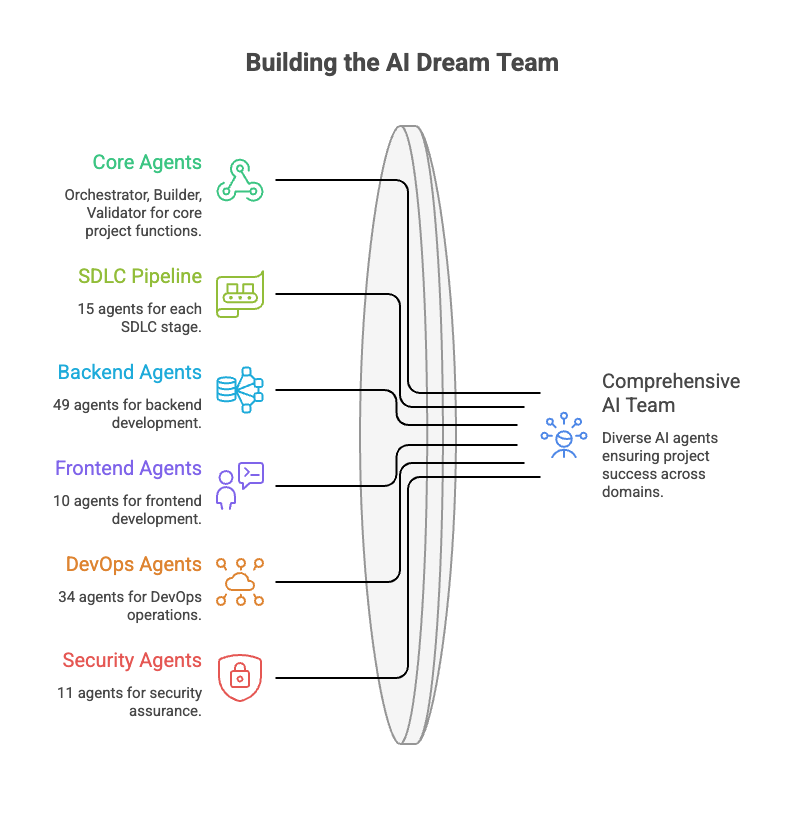 Building the AI Dream Team
Core Agents
Orchestrator, Builder,
Validator for core
project functions.
SDLC Pipeline
15 agents for each
SDLC stage.
Backend Agents
49 agents for backend
development.
Frontend Agents
10 agents for frontend
development.
DevOps Agents
34 agents for DevOps
operations.
Security Agents
11 agents for security
assurance.
Comprehensive
AI Team
Diverse AI agents
ensuring project
success across
domains.